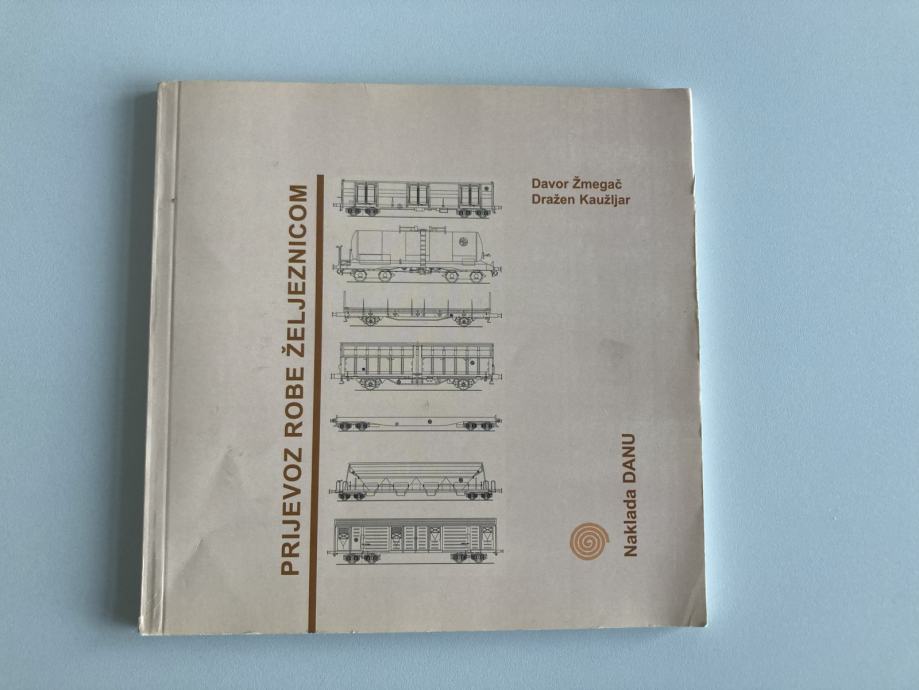 PRIJEVOZ ROBE ŽELJEZNICOM
Davor Žmegač
Dražen Kaužljar
Naklada DANU